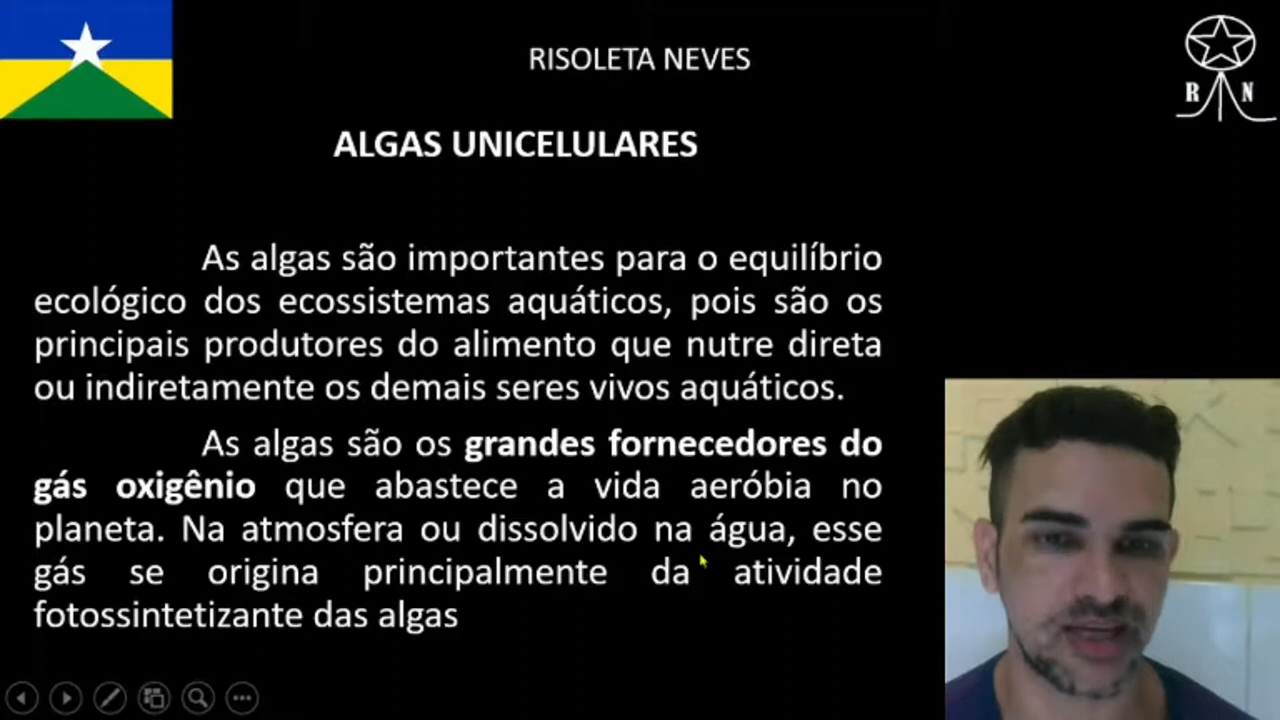 RISOLETA NEVES
R N
ALGAS UNICELULARES
As algas são importantes para o equilíbrio
ecológico dos ecossistemas aquáticos, pois são os
principais produtores do alimento que nutre direta
ou indiretamente os demais seres vivos aquáticos.
As algas são os grandes fornecedores do
gás oxigênio que abastece a vida aeróbia no
planeta. Na atmosfera ou dissolvido na água, esse
gás se origina principalmente da atividade
fotossintetizante das algas